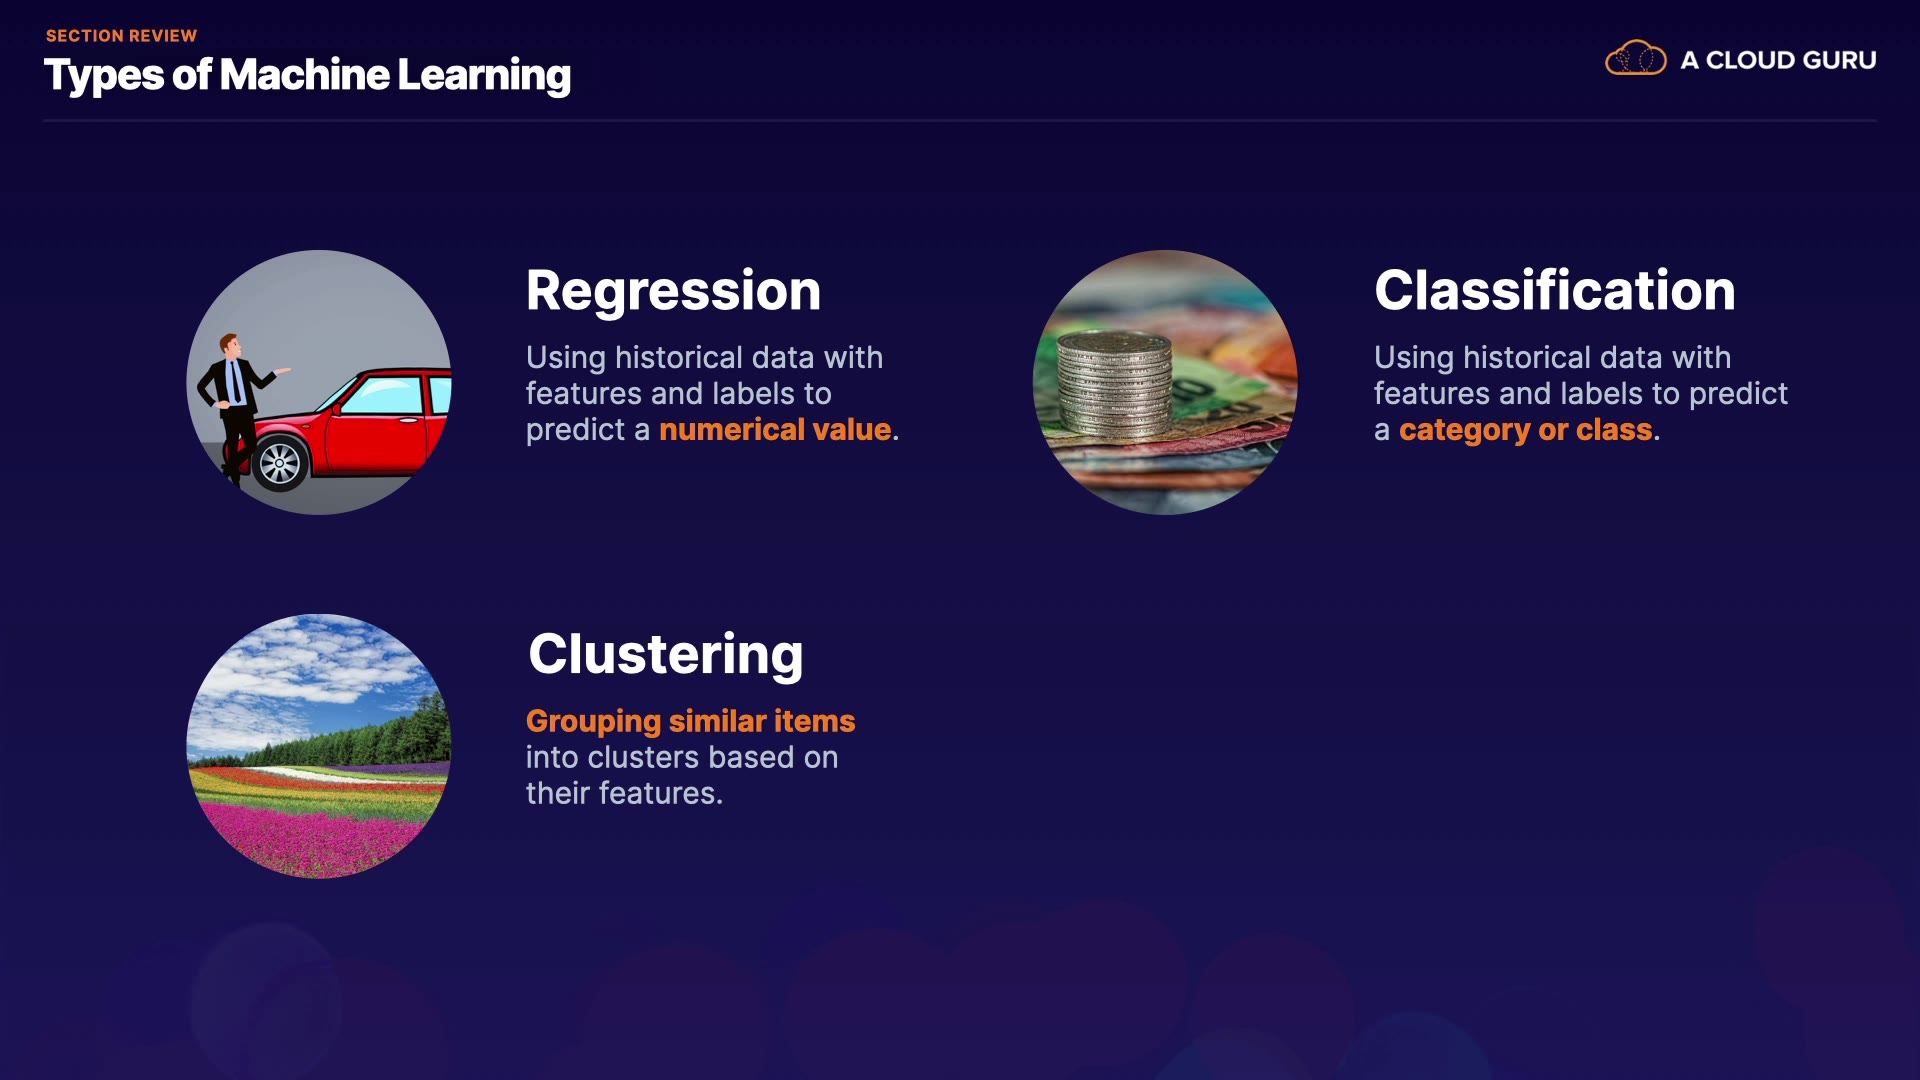 SECTION REVIEW
Types of Machine Learning
A CLOUD GURU
Regression
Using historical data with
features and labels to
predict a numerical value.
Classification
Using historical data with
features and labels to predict
a category or class.
Clustering
Grouping similar items
into clusters based on
their features.